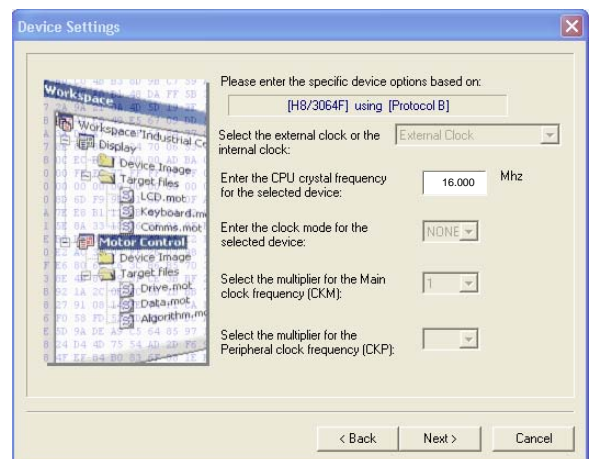 Device Settings
Please enter the specific device options based on:
[H8/3064F] using [Protocol B]
Select the external clock or the
internal clock:
External Clock
Enter the CPU crystal frequency
for the selected device:
16.000
Mhz
Enter the clock mode for the
selected device:
NONE
Select the multiplier for the Main
clock frequency (CKM):
1
Select the multiplier for the
Peripheral clock frequency (CKP):
Workspace
Workspace 'Industrial Co
Display
Device Image
Target files
LCD.mot
Keyboard.m
Comms.mot
Motor Control
Device Image
Target files
Drive.mot
Data.mot
Algorithm.mo
< Back
Next >
Cancel